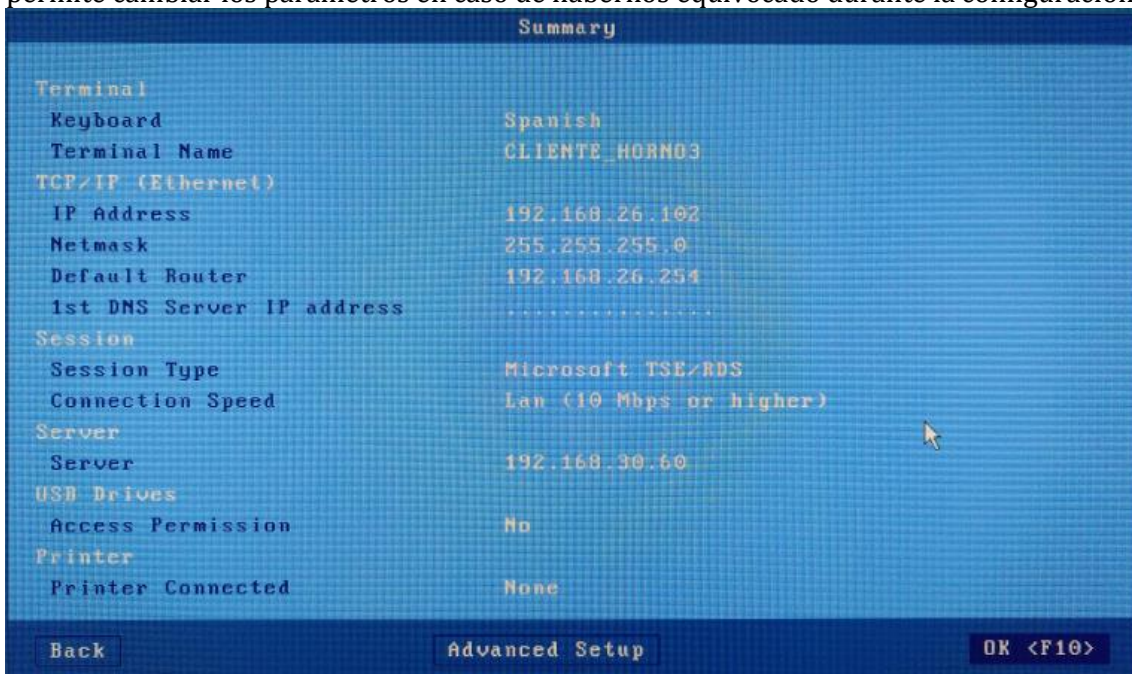 permite cambiar los parámetros en caso de habernos equivocado durante la configuración
Summary
Terminal
Keyboard Spanish
Terminal Name CLIENTE_HORNO3
TCP/IP (Ethernet)
IP Address 192.168.26.102
Netmask 255.255.255.0
Default Router 192.168.26.254
1st DNS Server IP address ...............
Session
Session Type Microsoft TSE/RDS
Connection Speed Lan (10 Mbps or higher)
Server
Server 192.168.30.60
USB Drives
Access Permission No
Printer
Printer Connected None
Back Advanced Setup OK <F10>